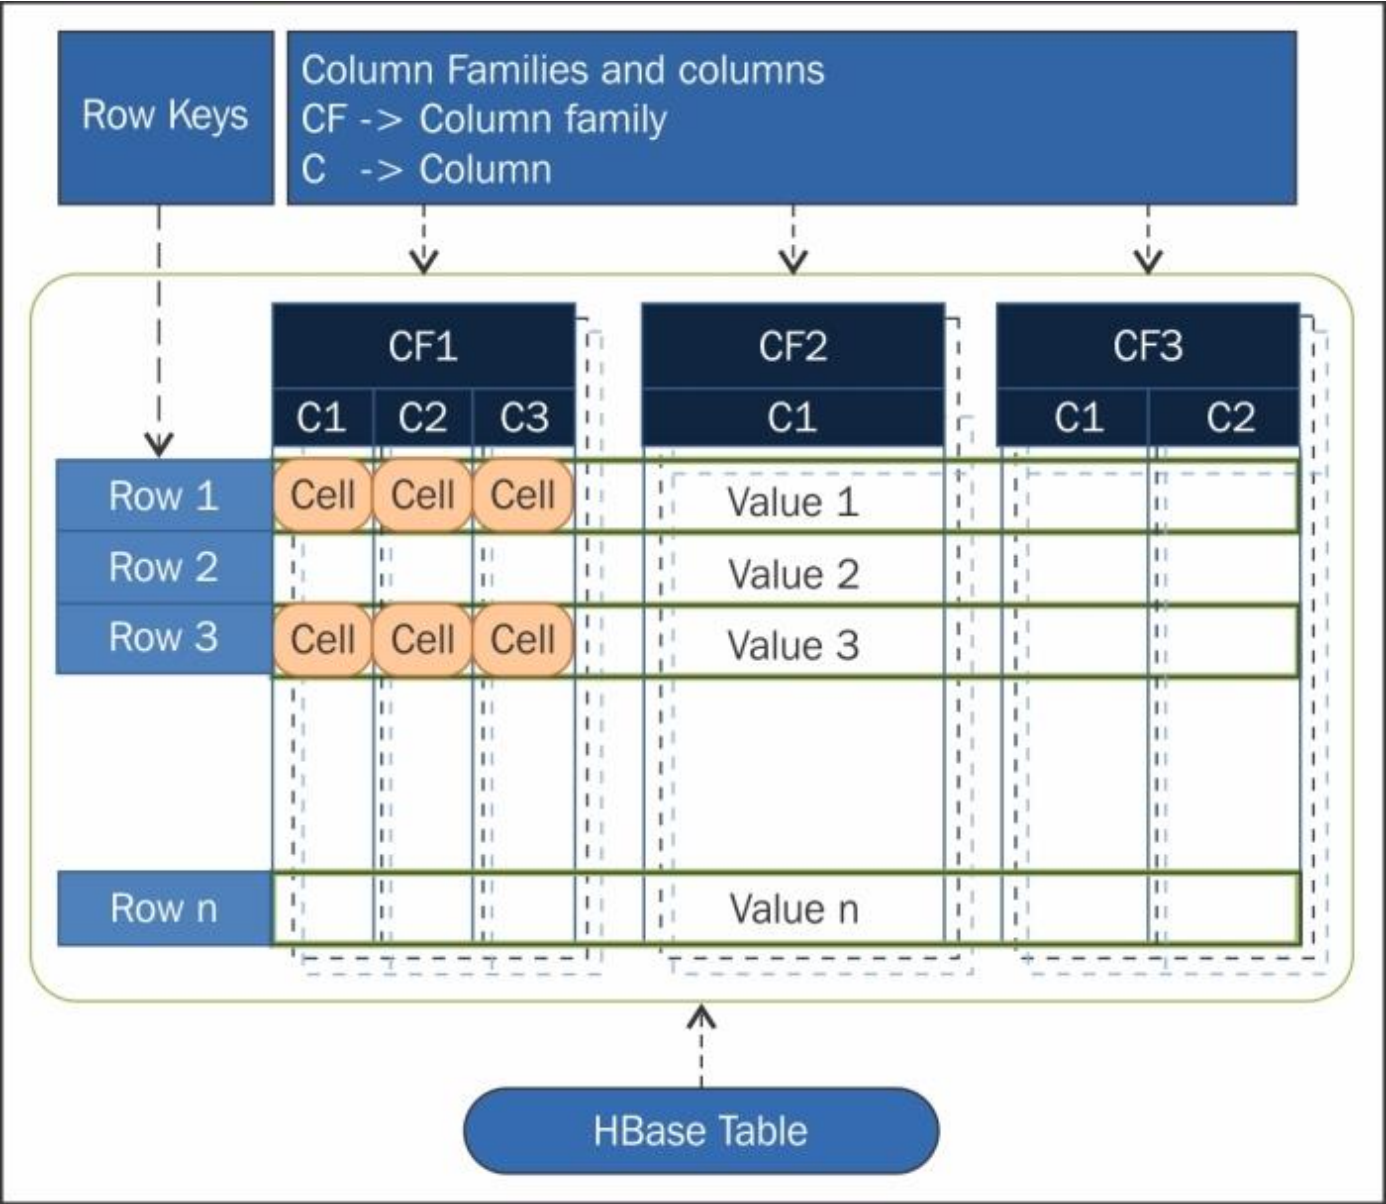 Row Keys
Column Families and columns
CF -> Column family
C -> Column
CF1 CF2 CF3
C1 C2 C3 C1 C1 C2
Row 1 Cell Cell Cell Value 1
Row 2 Value 2
Row 3 Cell Cell Cell Value 3
Row n Value n
HBase Table